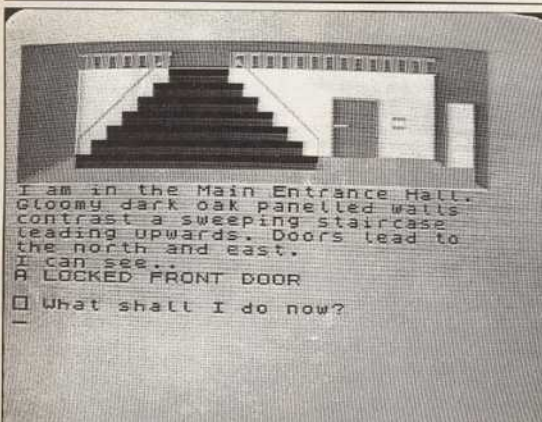 I am in the Main Entrance Hall.
Gloomy dark oak panelled walls
contrast a sweeping staircase
leading upwards. Doors lead to
the north and east.
I can see..
A LOCKED FRONT DOOR
What shall I do now?